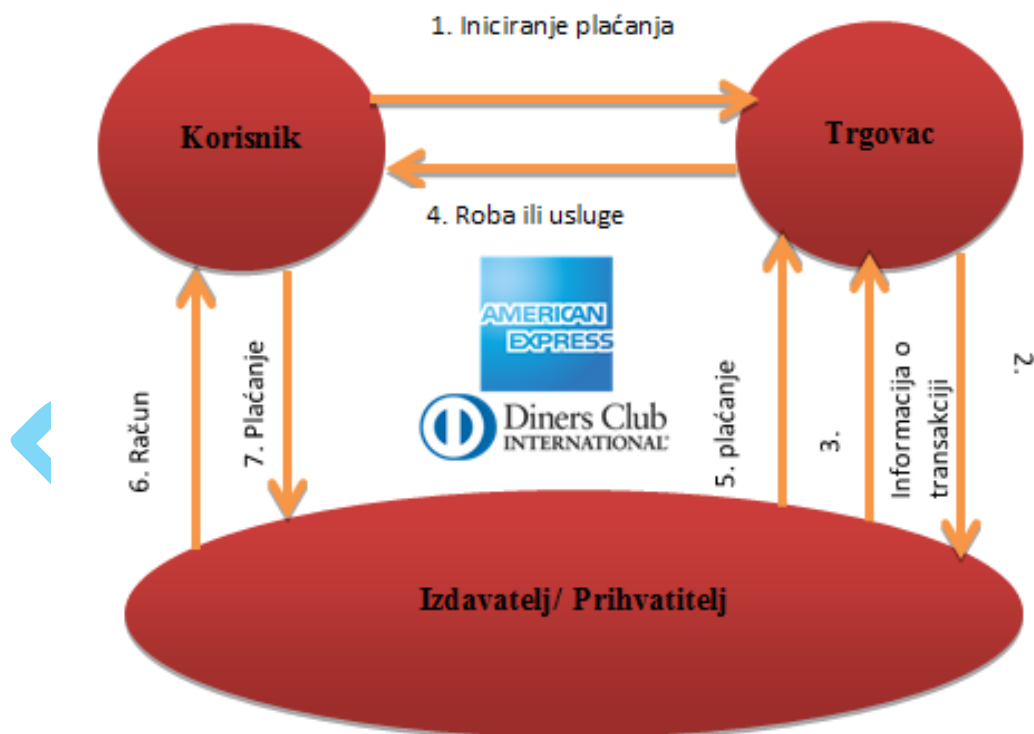 1. Iniciranje plaćanja
Korisnik
Trgovac
4. Roba ili usluge
AMERICAN
EXPRESS
Diners Club
INTERNATIONAL®
6. Račun
7. Plaćanje
5. plaćanje
3.
Informacija o
transakciji
2.
Izdavatelj/ Prihvatitelj